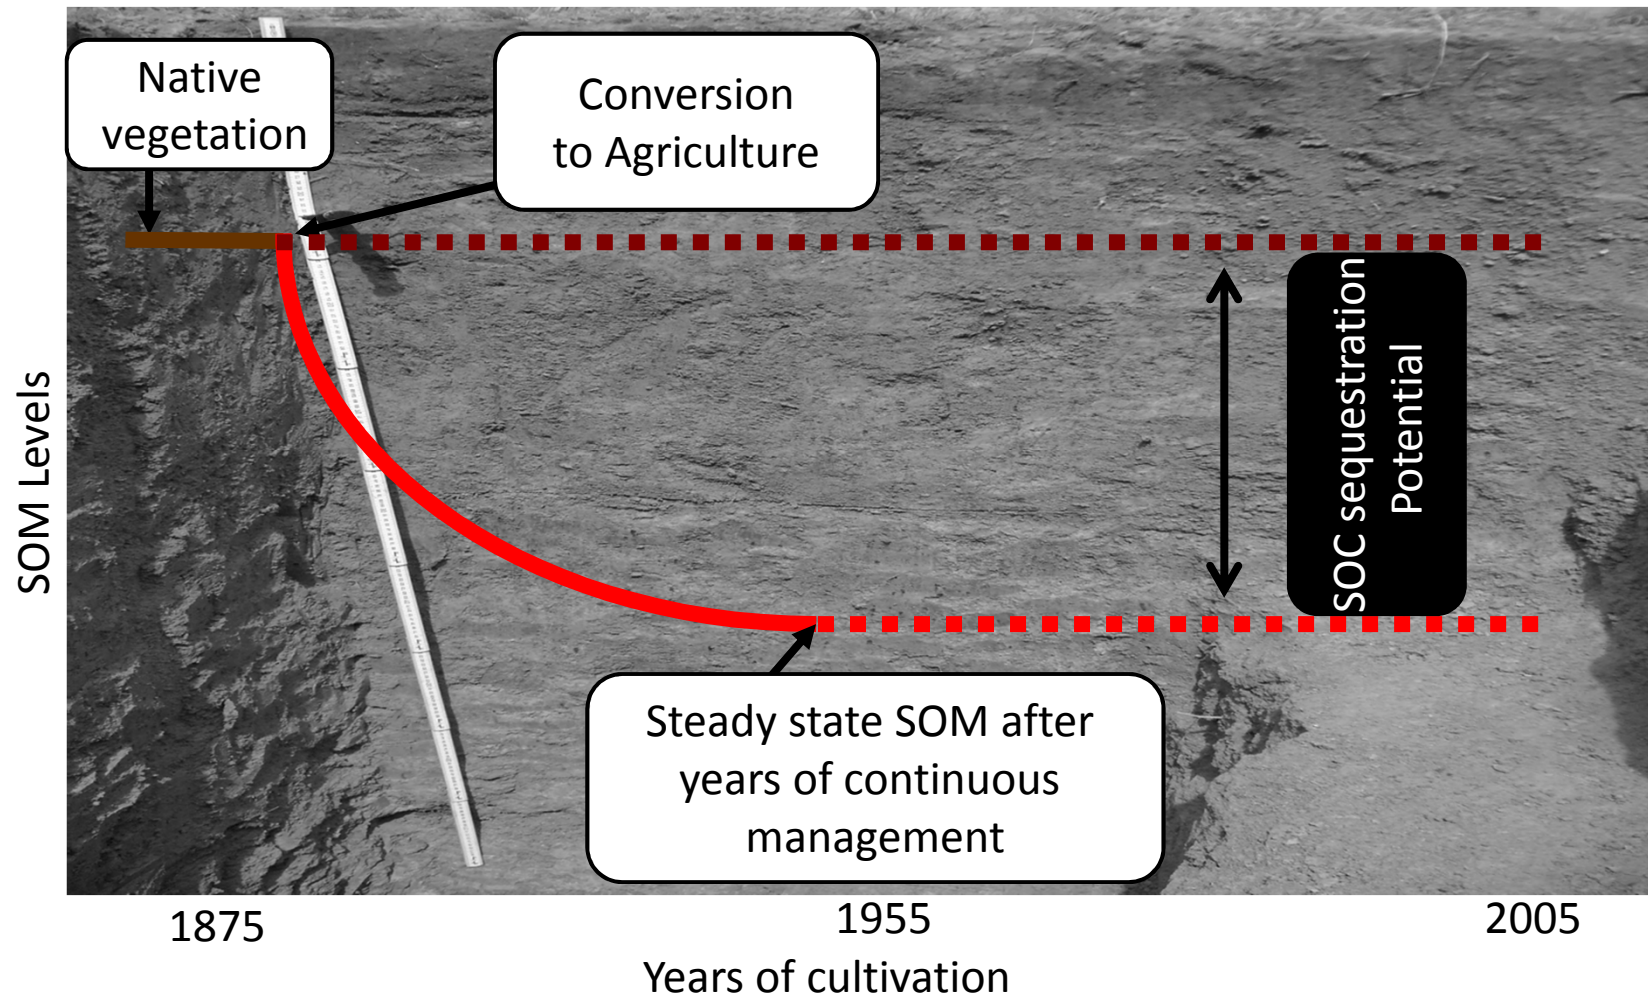 Native
vegetation
Conversion
to Agriculture
SOM Levels
SOC sequestration
Potential
Steady state SOM after
years of continuous
management
1875
1955
2005
Years of cultivation